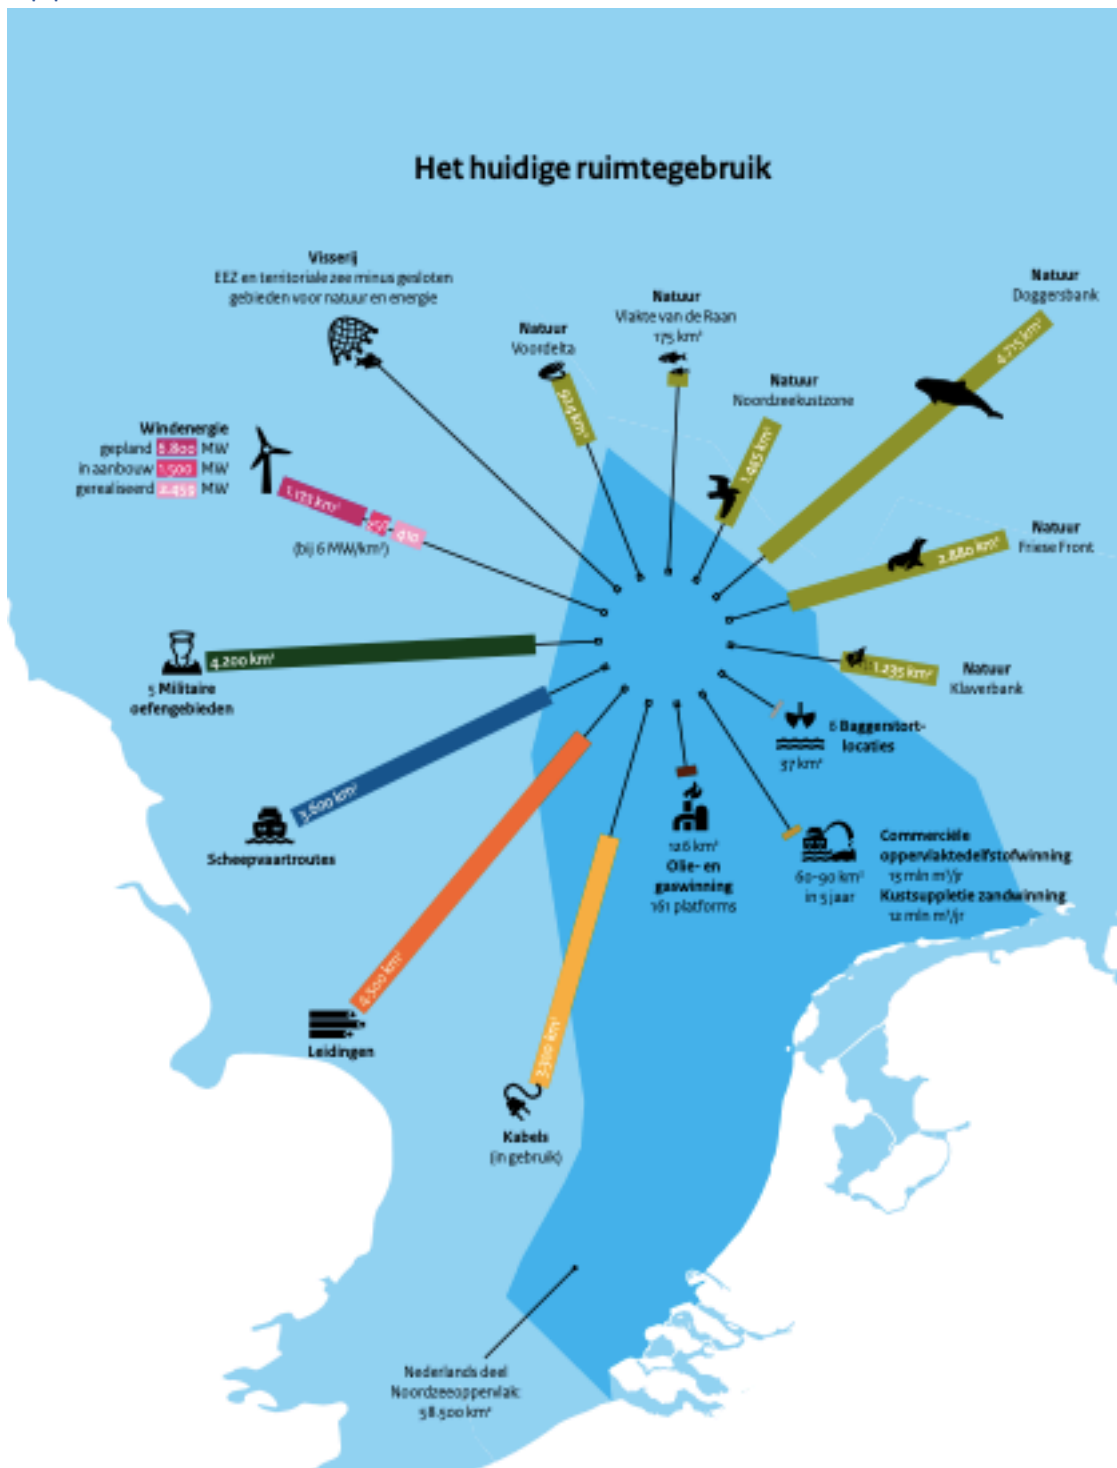 Het huidige ruimtegebruik
Visserij
EEZ en territoriale zee minus gesloten
gebieden voor natuur en energie
Natuur
Voordelta
924 km²
Natuur
Vlakte van de Raan
175 km²
Natuur
Noordzeekustzone
1.445 km²
Natuur
Doggersbank
4.715 km²
Windenergie
gepland 6.800 MW
in aanbouw 1.500 MW
gerealiseerd 2.459 MW
410
(bij 6 MW/km²)
Natuur
Friese Front
2.880 km²
4.200 km²
5 Militaire
oefengebieden
1.235 km²
Natuur
Klaverbank
6 Baggerstort-
locaties
37 km²
3.600 km²
Scheepvaartroutes
126 km²
Olie- en
gaswinning
161 platforms
60-90 km²
in 5 jaar
Commerciële
oppervlaktedelfstofwinning
13 mln m³/jr
Kustsuppletie zandwinning
12 mln m³/jr
4.500 km²
Leidingen
3.300 km²
Kabels
(in gebruik)
Nederlands deel
Noordzeeoppervlak:
58.500 km²